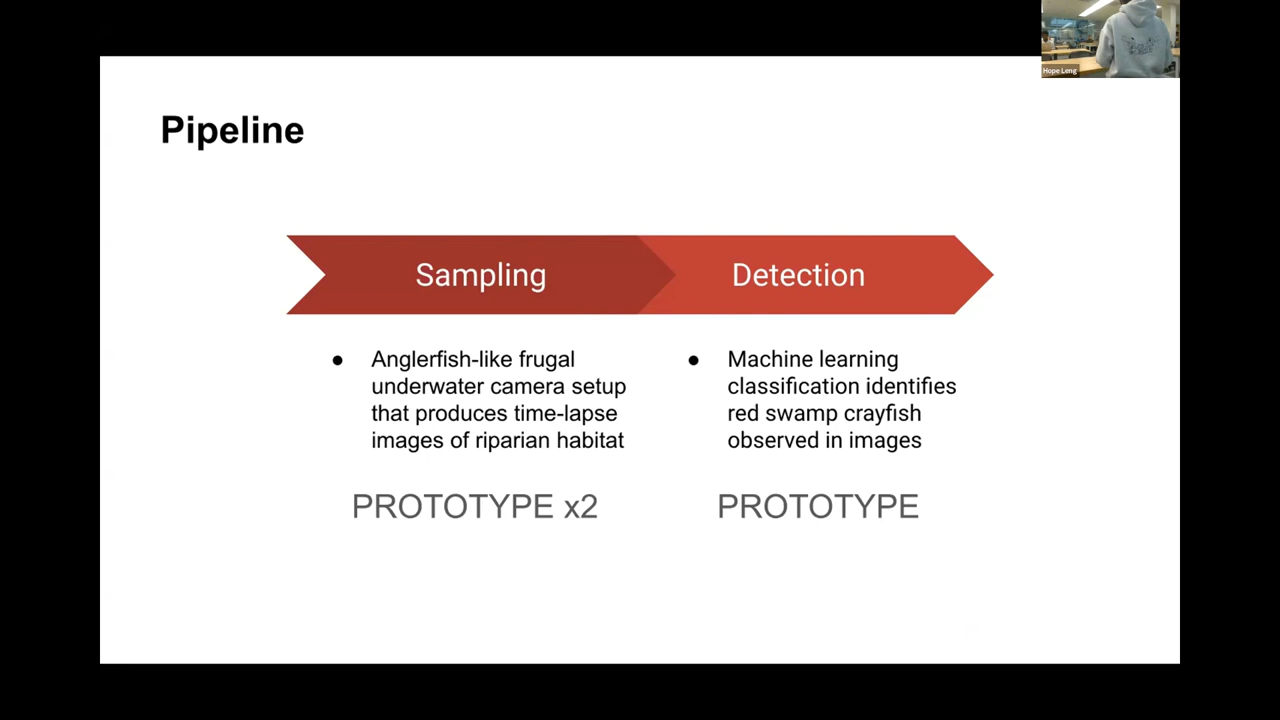 Hope Leng
Pipeline
Sampling
Detection
● Anglerfish-like frugal
underwater camera setup
that produces time-lapse
images of riparian habitat
● Machine learning
classification identifies
red swamp crayfish
observed in images
PROTOTYPE x2
PROTOTYPE